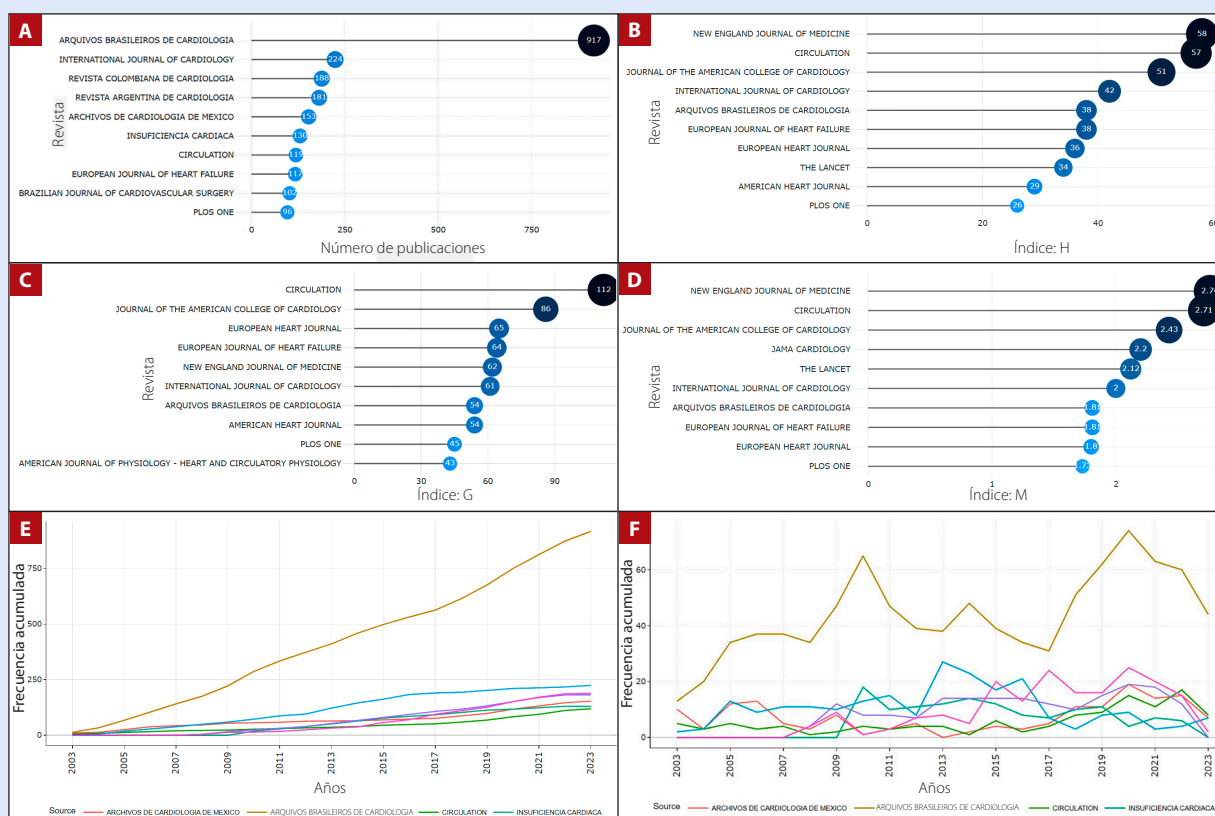 A
ARQUIVOS BRASILEIROS DE CARDIOLOGIA 917
INTERNATIONAL JOURNAL OF CARDIOLOGY 224
REVISTA COLOMBIANA DE CARDIOLOGIA 188
REVISTA ARGENTINA DE CARDIOLOGIA 181
ARCHIVOS DE CARDIOLOGIA DE MEXICO 153
INSUFICIENCIA CARDIACA 130
CIRCULATION 119
EUROPEAN JOURNAL OF HEART FAILURE 117
BRAZILIAN JOURNAL OF CARDIOVASCULAR SURGERY 102
PLOS ONE 96
Revista
0 250 500 750
Número de publicaciones
B
NEW ENGLAND JOURNAL OF MEDICINE 58
CIRCULATION 57
JOURNAL OF THE AMERICAN COLLEGE OF CARDIOLOGY 51
INTERNATIONAL JOURNAL OF CARDIOLOGY 42
ARQUIVOS BRASILEIROS DE CARDIOLOGIA 38
EUROPEAN JOURNAL OF HEART FAILURE 38
EUROPEAN HEART JOURNAL 36
THE LANCET 34
AMERICAN HEART JOURNAL 29
PLOS ONE 26
Revista
0 20 40
Índice: H
C
CIRCULATION 112
JOURNAL OF THE AMERICAN COLLEGE OF CARDIOLOGY 86
EUROPEAN HEART JOURNAL 65
EUROPEAN JOURNAL OF HEART FAILURE 64
NEW ENGLAND JOURNAL OF MEDICINE 62
INTERNATIONAL JOURNAL OF CARDIOLOGY 61
ARQUIVOS BRASILEIROS DE CARDIOLOGIA 54
AMERICAN HEART JOURNAL 54
PLOS ONE 45
AMERICAN JOURNAL OF PHYSIOLOGY - HEART AND CIRCULATORY PHYSIOLOGY 43
Revista
0 30 60 90
Índice: G
D
NEW ENGLAND JOURNAL OF MEDICINE
CIRCULATION 2.71
JOURNAL OF THE AMERICAN COLLEGE OF CARDIOLOGY 2.43
JAMA CARDIOLOGY 2.2
THE LANCET 2.12
INTERNATIONAL JOURNAL OF CARDIOLOGY 2
ARQUIVOS BRASILEIROS DE CARDIOLOGIA 1.81
EUROPEAN JOURNAL OF HEART FAILURE 1.81
EUROPEAN HEART JOURNAL 1.8
PLOS ONE
Revista
0 1 2
Índice: M
E
Frecuencia acumulada
750
500
250
0
2003 2005 2007 2009 2011 2013 2015 2017 2019 2021 2023
Años
Source ARCHIVOS DE CARDIOLOGIA DE MEXICO ARQUIVOS BRASILEIROS DE CARDIOLOGIA CIRCULATION INSUFICIENCIA CARDIACA
F
Frecuencia acumulada
60
40
20
0
2003 2005 2007 2009 2011 2013 2015 2017 2019 2021 2023
Años
Source ARCHIVOS DE CARDIOLOGIA DE MEXICO ARQUIVOS BRASILEIROS DE CARDIOLOGIA CIRCULATION INSUFICIENCIA CARDIACA